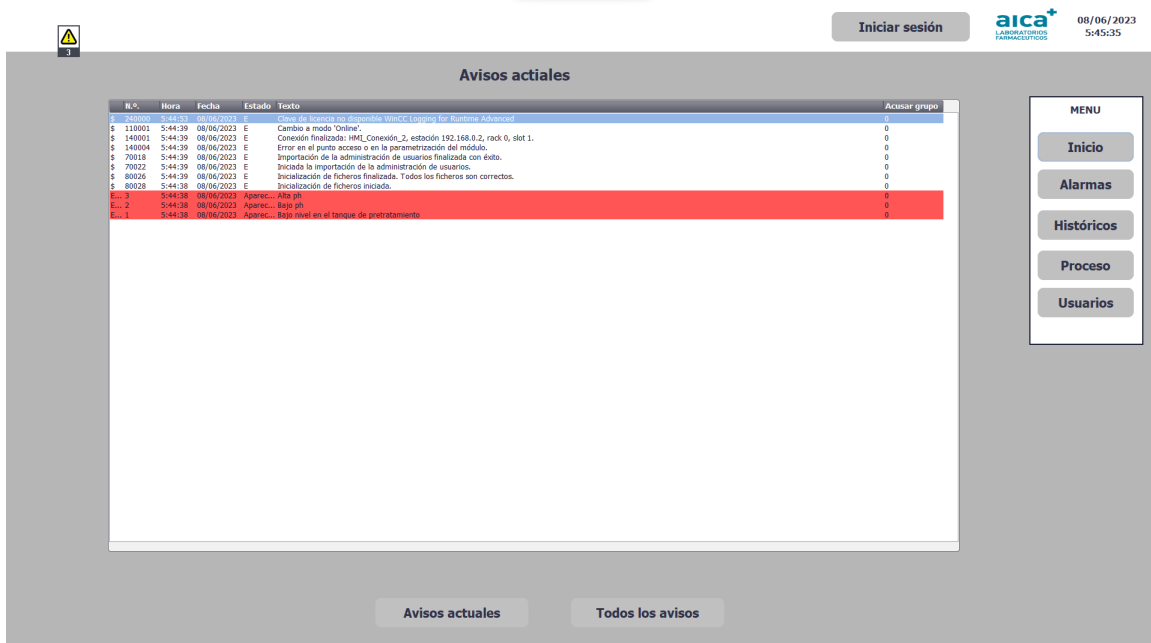 Iniciar sesión
aica+
LABORATORIOS
FARMACEUTICOS
08/06/2023
5:45:35
3
Avisos actiales
N.º. Hora Fecha Estado Texto Acusar grupo
$ 240000 5:44:53 08/06/2023 E Clave de licencia no disponible WinCC Logging for Runtime Advanced 0
$ 110001 5:44:39 08/06/2023 E Cambio a modo 'Online'. 0
$ 140001 5:44:39 08/06/2023 E Conexión finalizada: HMI_Conexión_2, estación 192.168.0.2, rack 0, slot 1. 0
$ 140004 5:44:39 08/06/2023 E Error en el punto acceso o en la parametrización del módulo. 0
$ 70018 5:44:39 08/06/2023 E Importación de la administración de usuarios finalizada con éxito. 0
$ 70022 5:44:39 08/06/2023 E Iniciada la importación de la administración de usuarios. 0
$ 80026 5:44:39 08/06/2023 E Inicialización de ficheros finalizada. Todos los ficheros son correctos. 0
$ 80028 5:44:38 08/06/2023 E Inicialización de ficheros iniciada. 0
E... 3 5:44:38 08/06/2023 Aparec... Alta ph 0
E... 2 5:44:38 08/06/2023 Aparec... Bajo ph 0
E... 1 5:44:38 08/06/2023 Aparec... Bajo nivel en el tanque de pretratamiento 0
MENU
Inicio
Alarmas
Históricos
Proceso
Usuarios
Avisos actuales
Todos los avisos